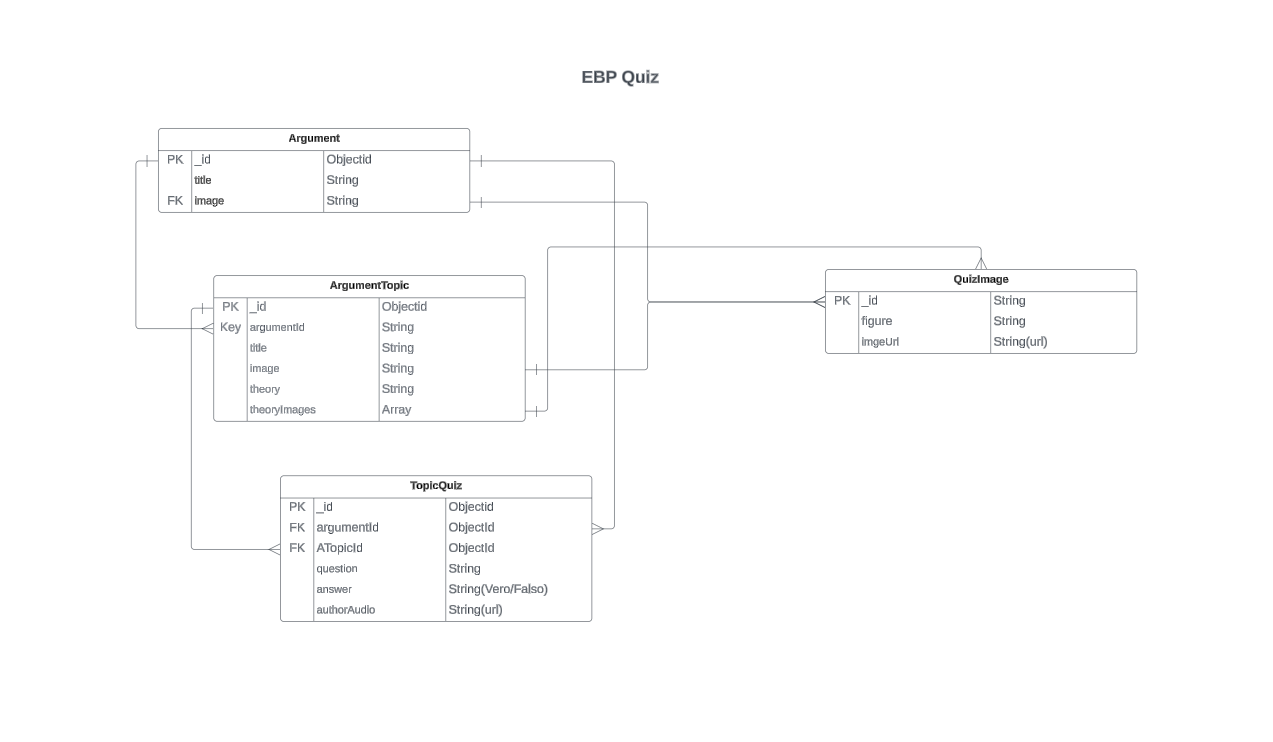 EBP Quiz
Argument
PK _id Objectid
title String
FK image String
ArgumentTopic
PK _id Objectid
Key argumentId String
title String
image String
theory String
theoryImages Array
QuizImage
PK _id String
figure String
imgeUrl String(url)
TopicQuiz
PK _id Objectid
FK argumentId ObjectId
FK ATopicId ObjectId
question String
answer String(Vero/Falso)
authorAudio String(url)